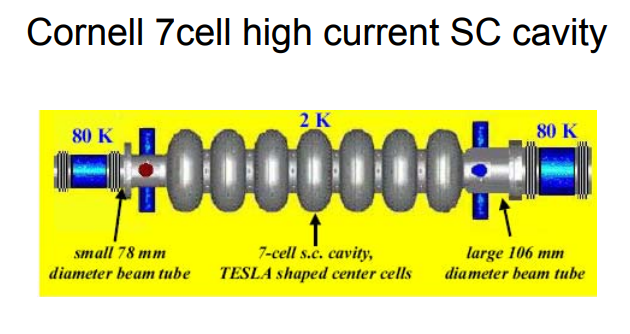 Cornell 7cell high current SC cavity
80 K
2 K
80 K
small 78 mm
diameter beam tube
7-cell s.c. cavity,
TESLA shaped center cells
large 106 mm
diameter beam tube